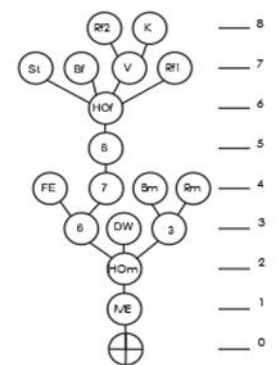 Rf2 K 8
St Bf V Rf1 7
HOf 6
8 5
FE 7 Bm Rm 4
6 DW 3 3
HOm 2
ME 1
0